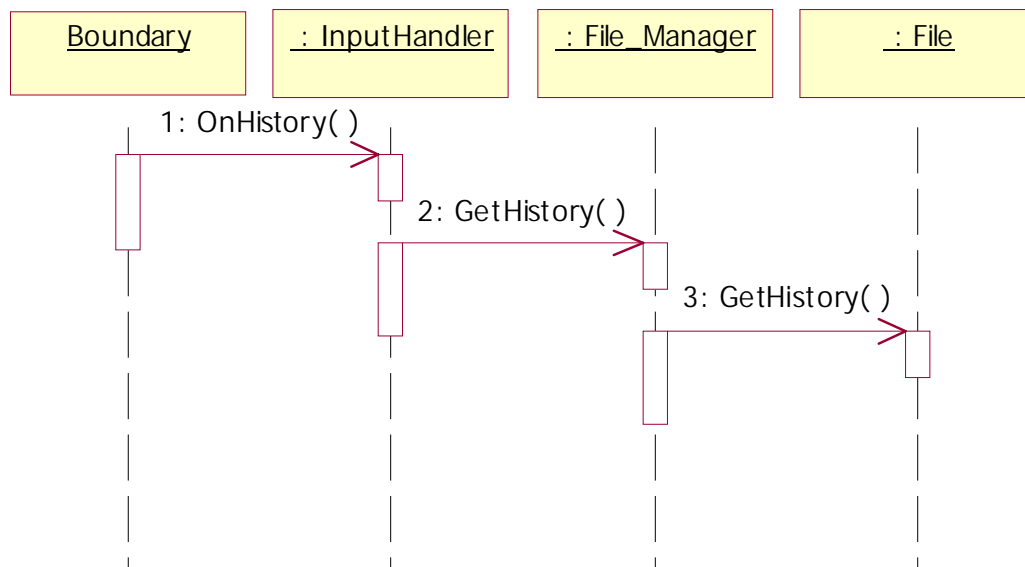 Boundary
: InputHandler
: File_Manager
: File
1: OnHistory( )
2: GetHistory( )
3: GetHistory( )